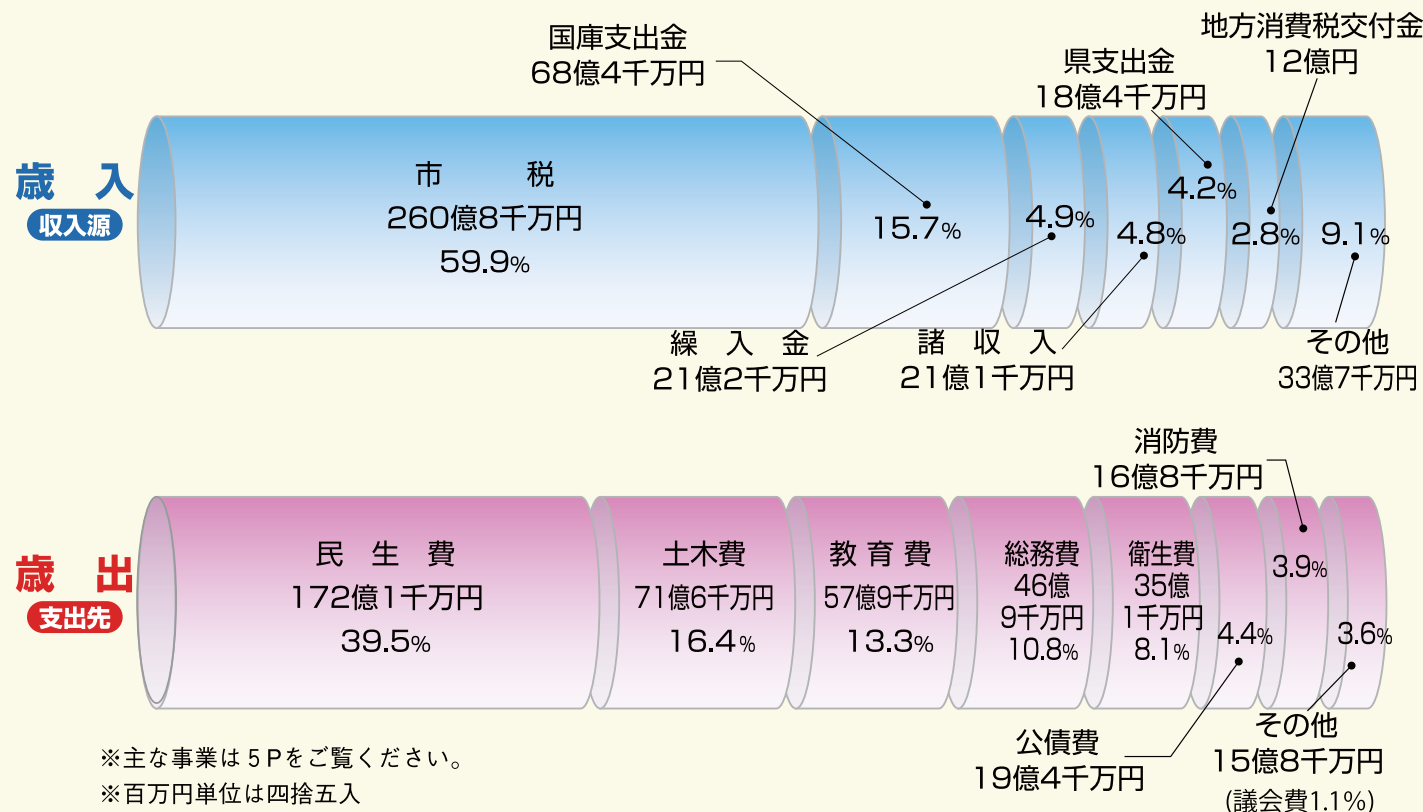 国庫支出金
68億4千万円
県支出金
18億4千万円
地方消費税交付金
12億円
歳入
収入源
市税
260億8千万円
59.9%
15.7%
4.9%
4.8%
4.2%
2.8%
9.1%
繰入金
21億2千万円
諸収入
21億1千万円
その他
33億7千万円
消防費
16億8千万円
歳出
支出先
民生費
172億1千万円
39.5%
土木費
71億6千万円
16.4%
教育費
57億9千万円
13.3%
総務費
46億
9千万円
10.8%
衛生費
35億
1千万円
8.1%
4.4%
3.9%
3.6%
公債費
19億4千万円
その他
15億8千万円
(議会費1.1%)
※主な事業は5Pをご覧ください。
※百万円単位は四捨五入